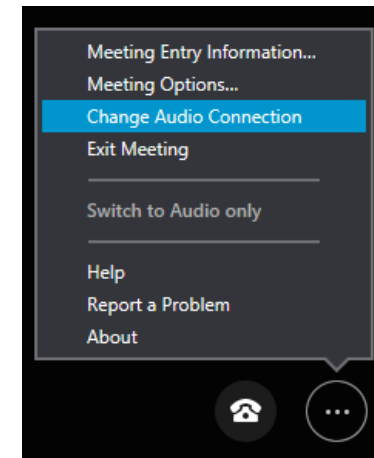 Meeting Entry Information...
Meeting Options...
Change Audio Connection
Exit Meeting
Switch to Audio only
Help
Report a Problem
About